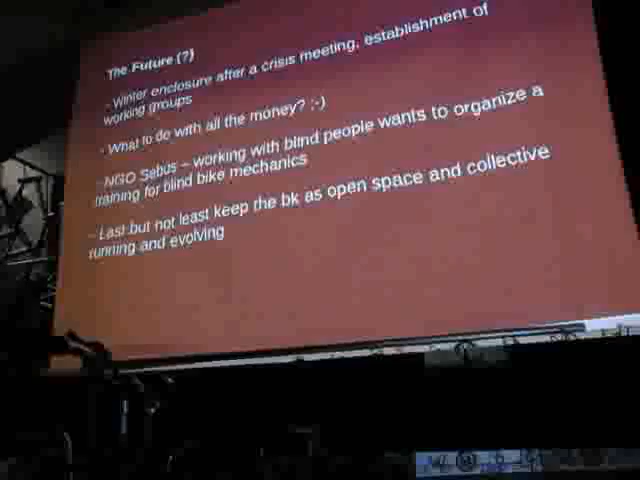 The Future (?)
- Winter enclosure after a crisis meeting, establishment of
working groups
- What to do with all the money? ;-)
- NGO Sebus – working with blind people wants to organize a
training for blind bike mechanics
- Last but not least keep the bk as open space and collective
running and evolving